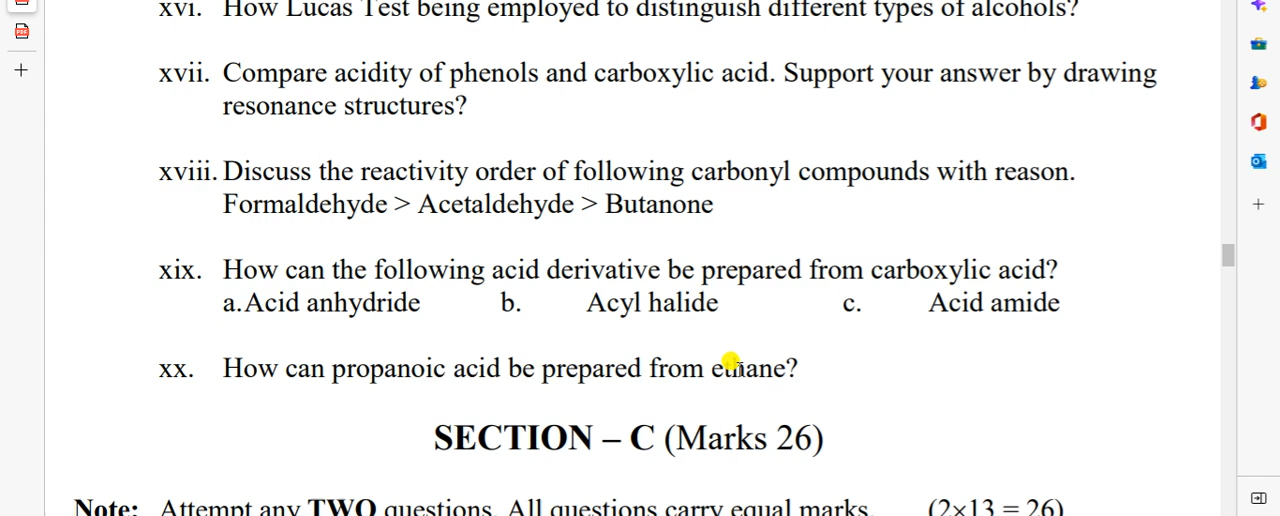 xvi. How Lucas Test being employed to distinguish different types of alcohols?
xvii. Compare acidity of phenols and carboxylic acid. Support your answer by drawing
resonance structures?
xviii. Discuss the reactivity order of following carbonyl compounds with reason.
Formaldehyde > Acetaldehyde > Butanone
xix. How can the following acid derivative be prepared from carboxylic acid?
a. Acid anhydride b. Acyl halide c. Acid amide
xx. How can propanoic acid be prepared from ethane?
SECTION – C (Marks 26)
Note: Attempt any TWO questions. All questions carry equal marks. (2×13 = 26)